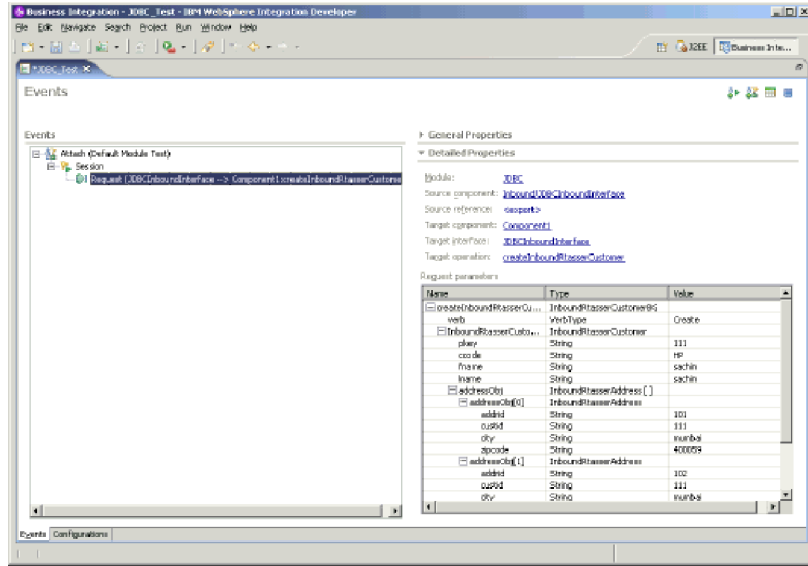 Business Integration - JDBC_Test - IBM WebSphere Integration Developer
File Edit Navigate Search Project Run Window Help
J2EE Business Inte...
*JDBC_Test
Events
Events
Attach (Default Module Test)
Session
Request (JDBCInboundInterface --> Component1:createInboundRtasserCustome
General Properties
Detailed Properties
Module: JDBC
Source component: InboundJDBCInboundInterface
Source reference: <export>
Target component: Component1
Target interface: JDBCInboundInterface
Target operation: createInboundRtasserCustomer
Request parameters
Name Type Value
createInboundRtasserCu... InboundRtasserCustomerBG
verb VerbType Create
InboundRtasserCusto... InboundRtasserCustomer
pkey String 111
ccode String HP
fname String sachin
lname String sachin
addressObj InboundRtasserAddress [ ]
addressObj[0] InboundRtasserAddress
addrid String 101
custid String 111
city String mumbai
zipcode String 400059
addressObj[1] InboundRtasserAddress
addrid String 102
custid String 111
city String mumbai
Events Configurations